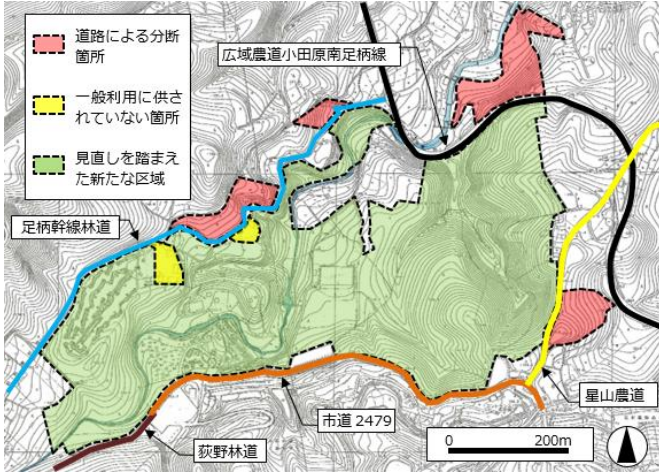 道路による分断
箇所
一般利用に供さ
れていない箇所
見直しを踏まえ
た新たな区域
広域農道小田原南足柄線
足柄幹線林道
星山農道
市道 2479
荻野林道
0 200m